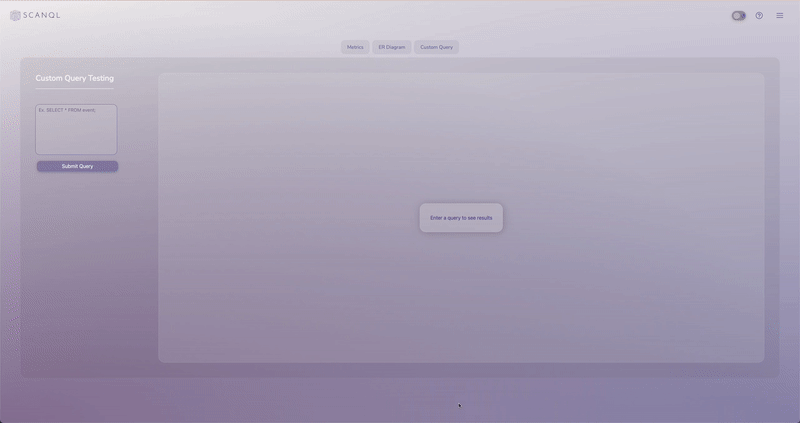 SCANQL
Metrics
ER Diagram
Custom Query
Custom Query Testing
Ex. SELECT * FROM event;
Submit Query
Enter a query to see results